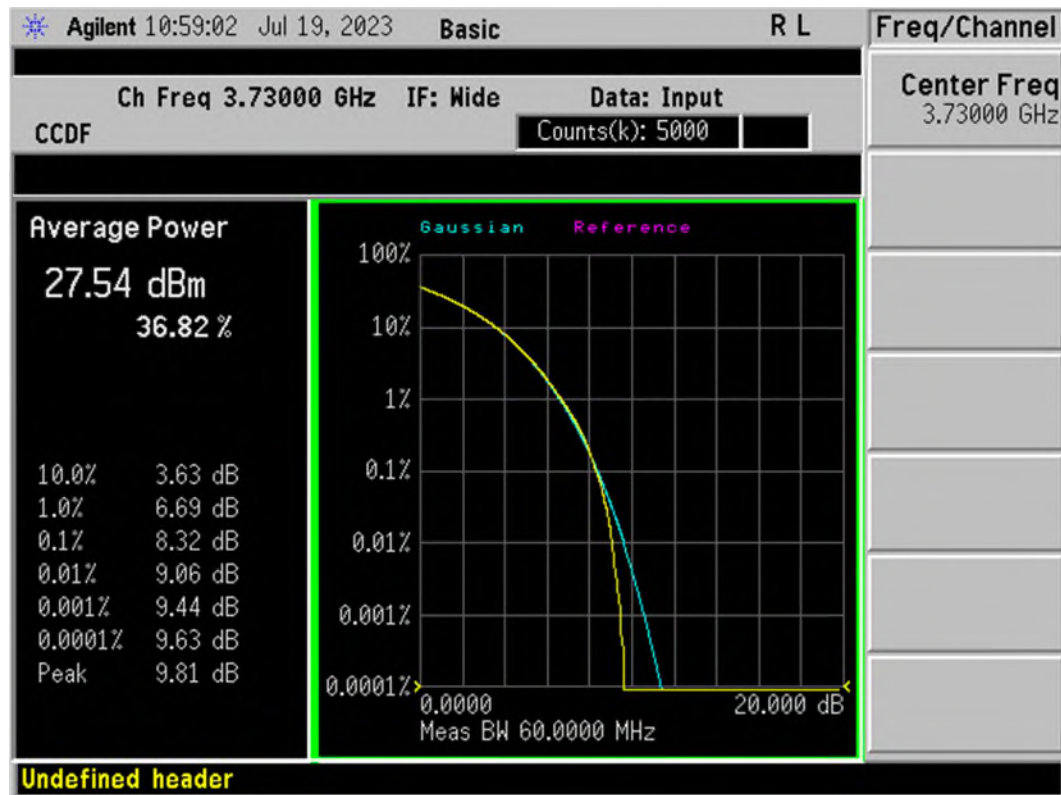 Agilent 10:59:02 Jul 19, 2023 Basic R L
Freq/Channel
Ch Freq 3.73000 GHz IF: Wide Data: Input
CCDF Counts(k): 5000
Center Freq
3.73000 GHz
Average Power
27.54 dBm
36.82 %
10.0% 3.63 dB
1.0% 6.69 dB
0.1% 8.32 dB
0.01% 9.06 dB
0.001% 9.44 dB
0.0001% 9.63 dB
Peak 9.81 dB
Gaussian Reference
100%
10%
1%
0.1%
0.01%
0.001%
0.0001%
0.0000 20.000 dB
Meas BW 60.0000 MHz
Undefined header